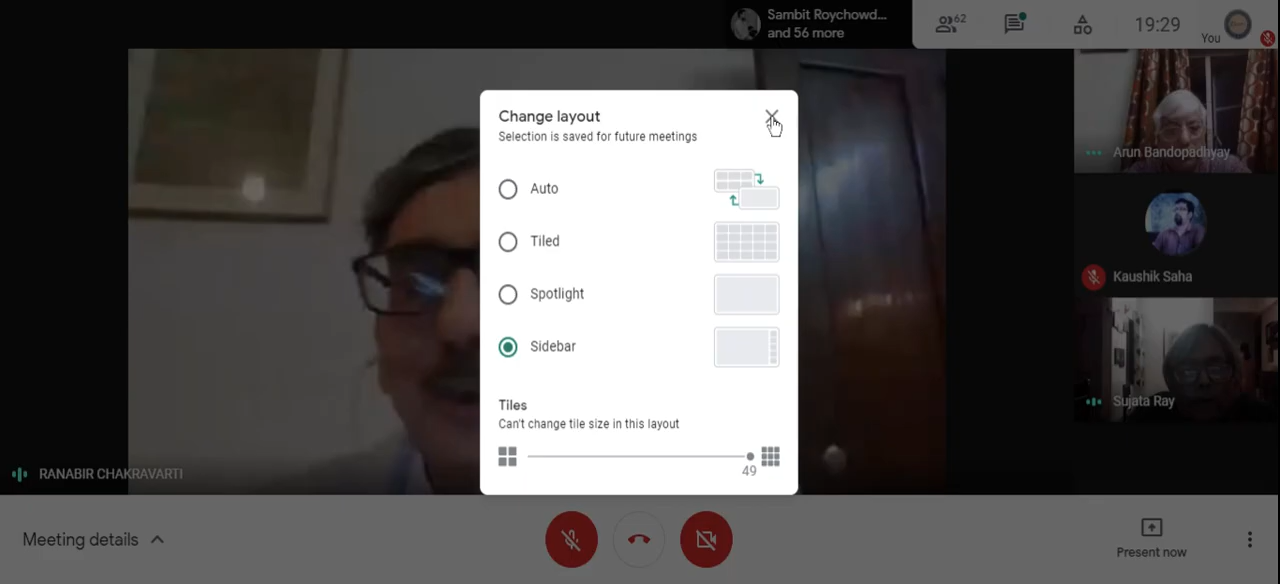 Sambit Roychowd...
and 56 more
62
19:29
You
Change layout
Selection is saved for future meetings
Auto
Tiled
Spotlight
Sidebar
Tiles
Can't change tile size in this layout
49
Arun Bandopadhyay
Kaushik Saha
Sujata Ray
RANABIR CHAKRAVARTI
Meeting details
Present now